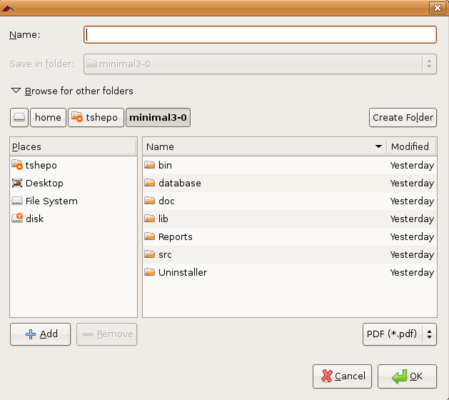 Name:
Save in folder: minimal3-0
Browse for other folders
home tshepo minimal3-0 Create Folder
Places Name Modified
tshepo bin Yesterday
Desktop database Yesterday
File System doc Yesterday
disk lib Yesterday
Reports Yesterday
src Yesterday
Uninstaller Yesterday
Add Remove PDF (*.pdf)
Cancel OK